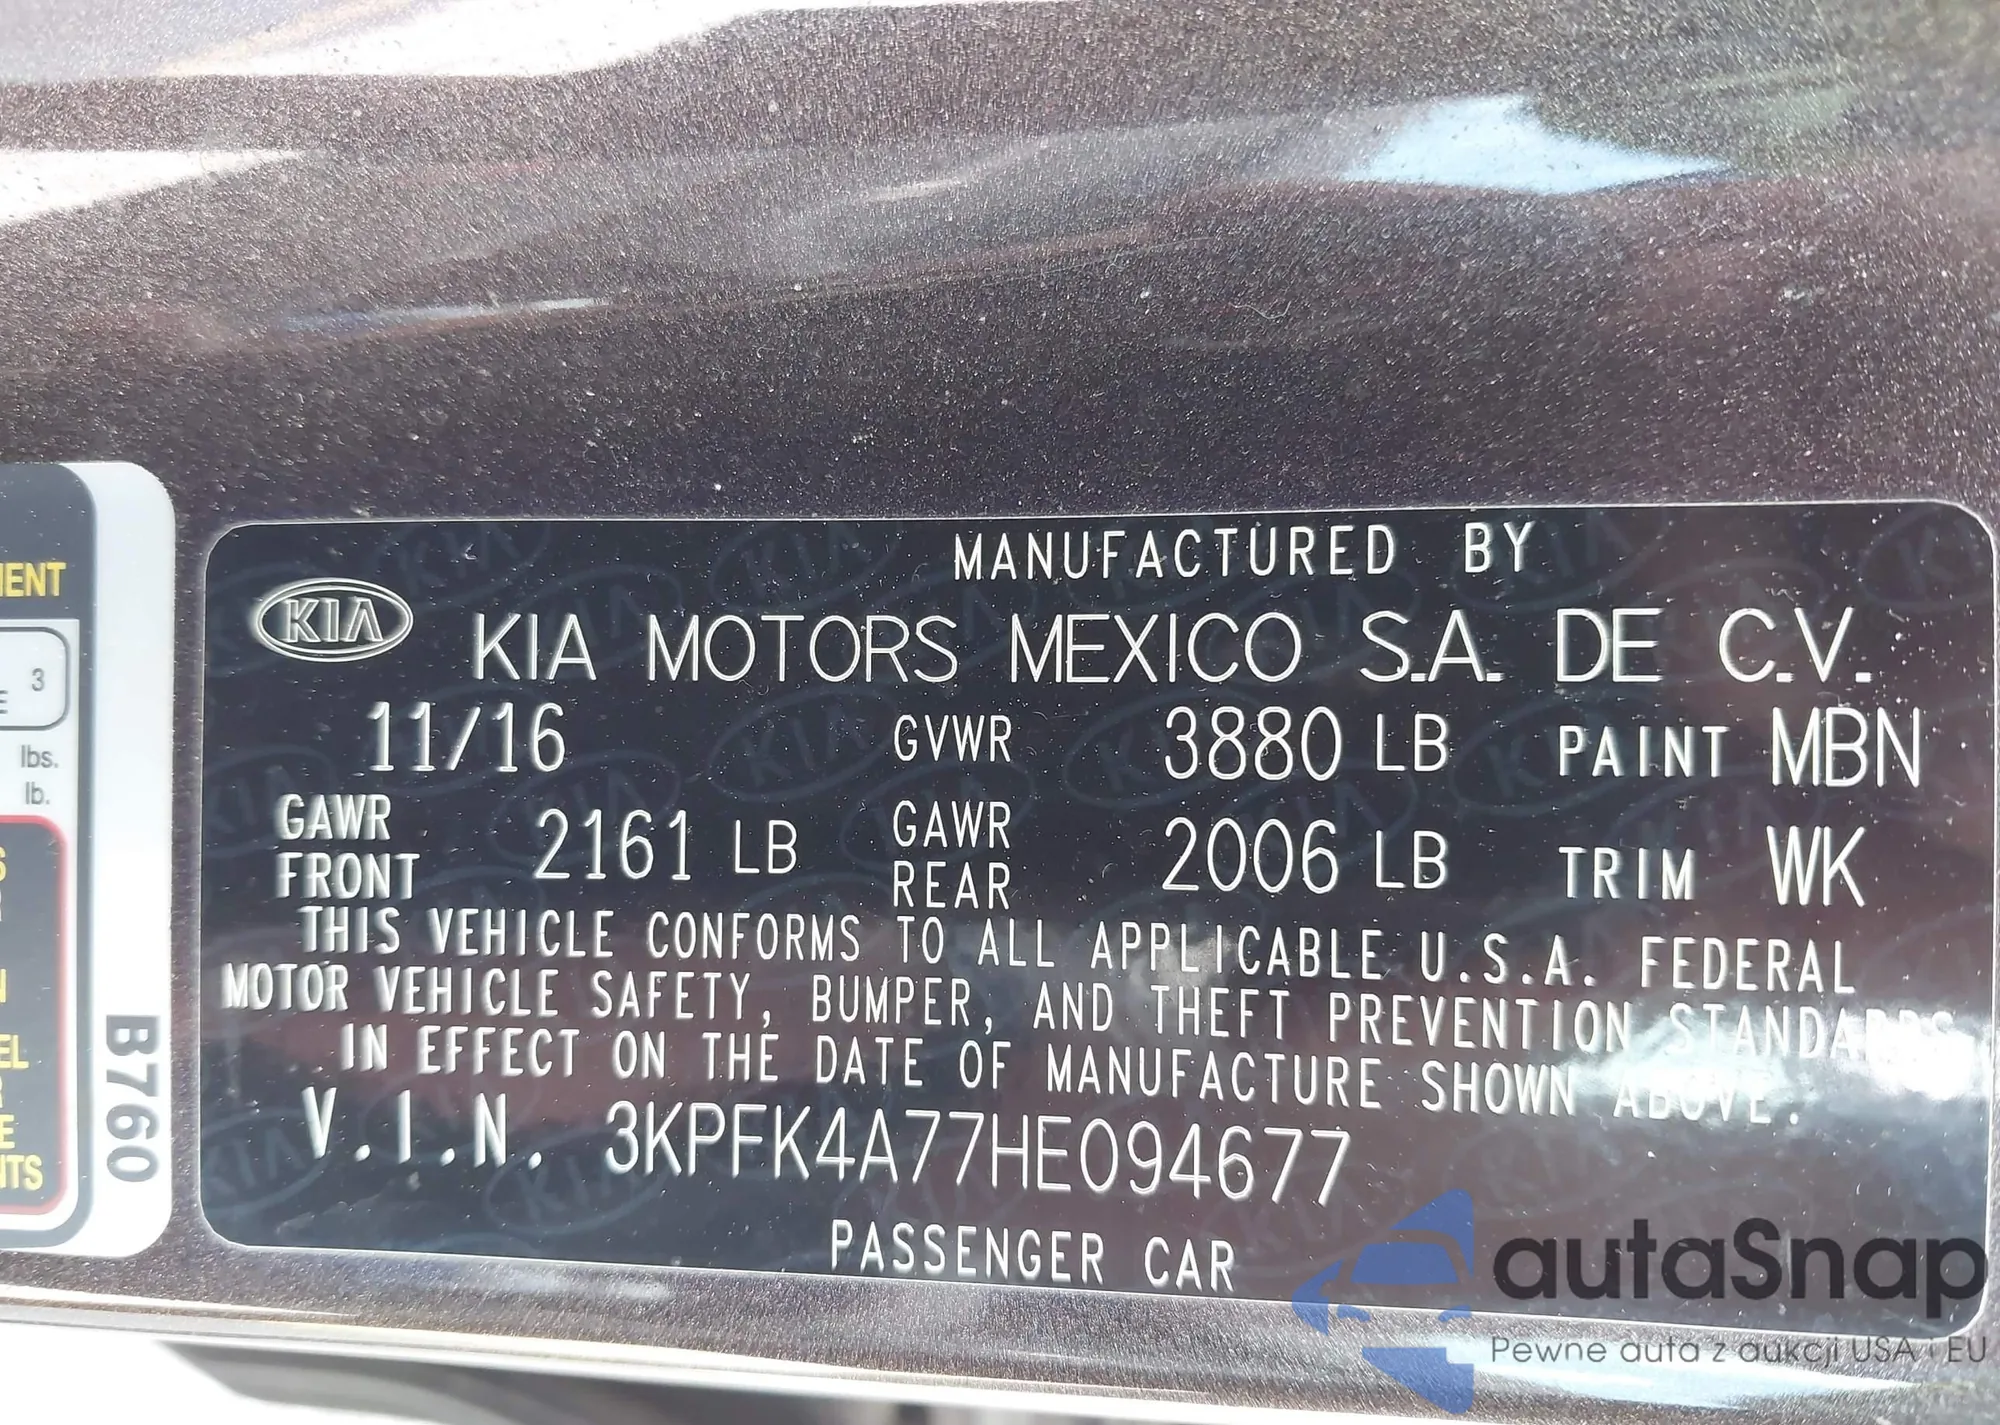 MANUFACTURED BY
KIA KIA MOTORS MEXICO S.A. DE C.V.
11/16 GVWR 3880 LB PAINT MBN
GAWR FRONT 2161 LB GAWR REAR 2006 LB TRIM WK
THIS VEHICLE CONFORMS TO ALL APPLICABLE U.S.A. FEDERAL
MOTOR VEHICLE SAFETY, BUMPER, AND THEFT PREVENTION STANDARDS
IN EFFECT ON THE DATE OF MANUFACTURE SHOWN ABOVE.
V.I.N. 3KPFK4A77HE094677
PASSENGER CAR
3
lbs.
lb.
B760
autaSnap
Pewne auta z aukcji USA i EU